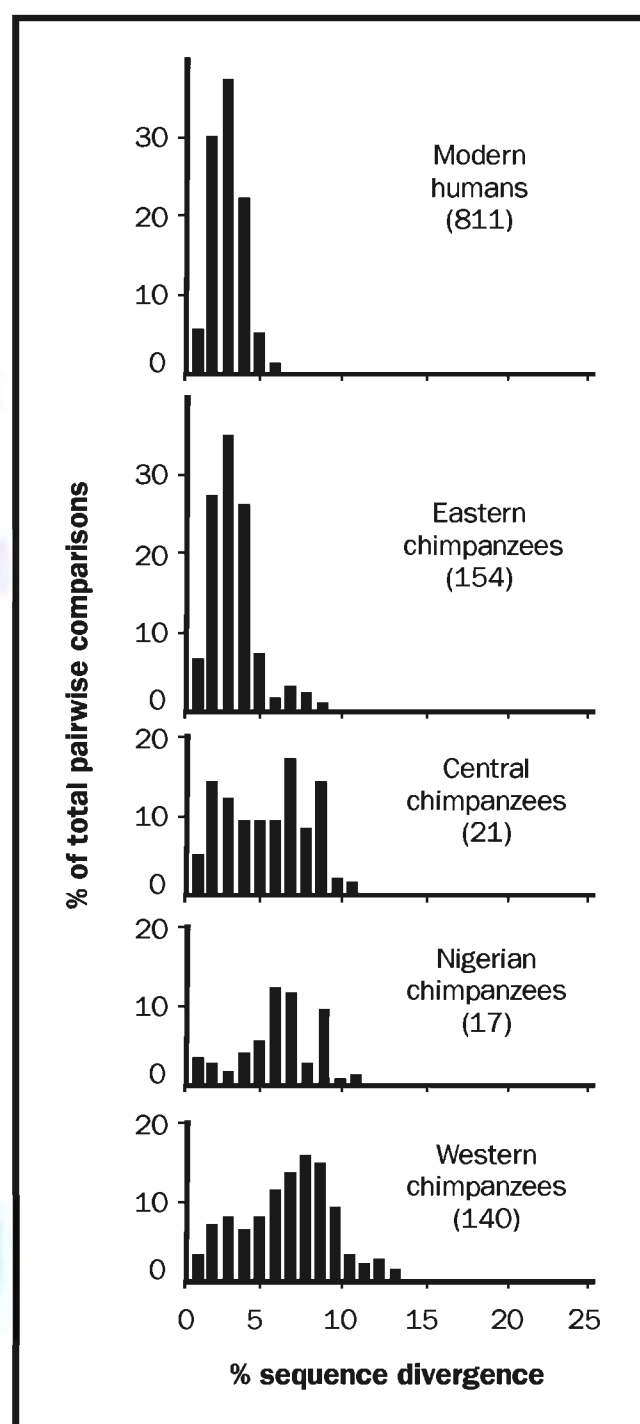 30
20
10
0
Modern
humans
(811)
30
20
10
0
Eastern
chimpanzees
(154)
20
10
0
Central
chimpanzees
(21)
20
10
0
Nigerian
chimpanzees
(17)
20
10
0
Western
chimpanzees
(140)
0 5 10 15 20 25
% sequence divergence
% of total pairwise comparisons